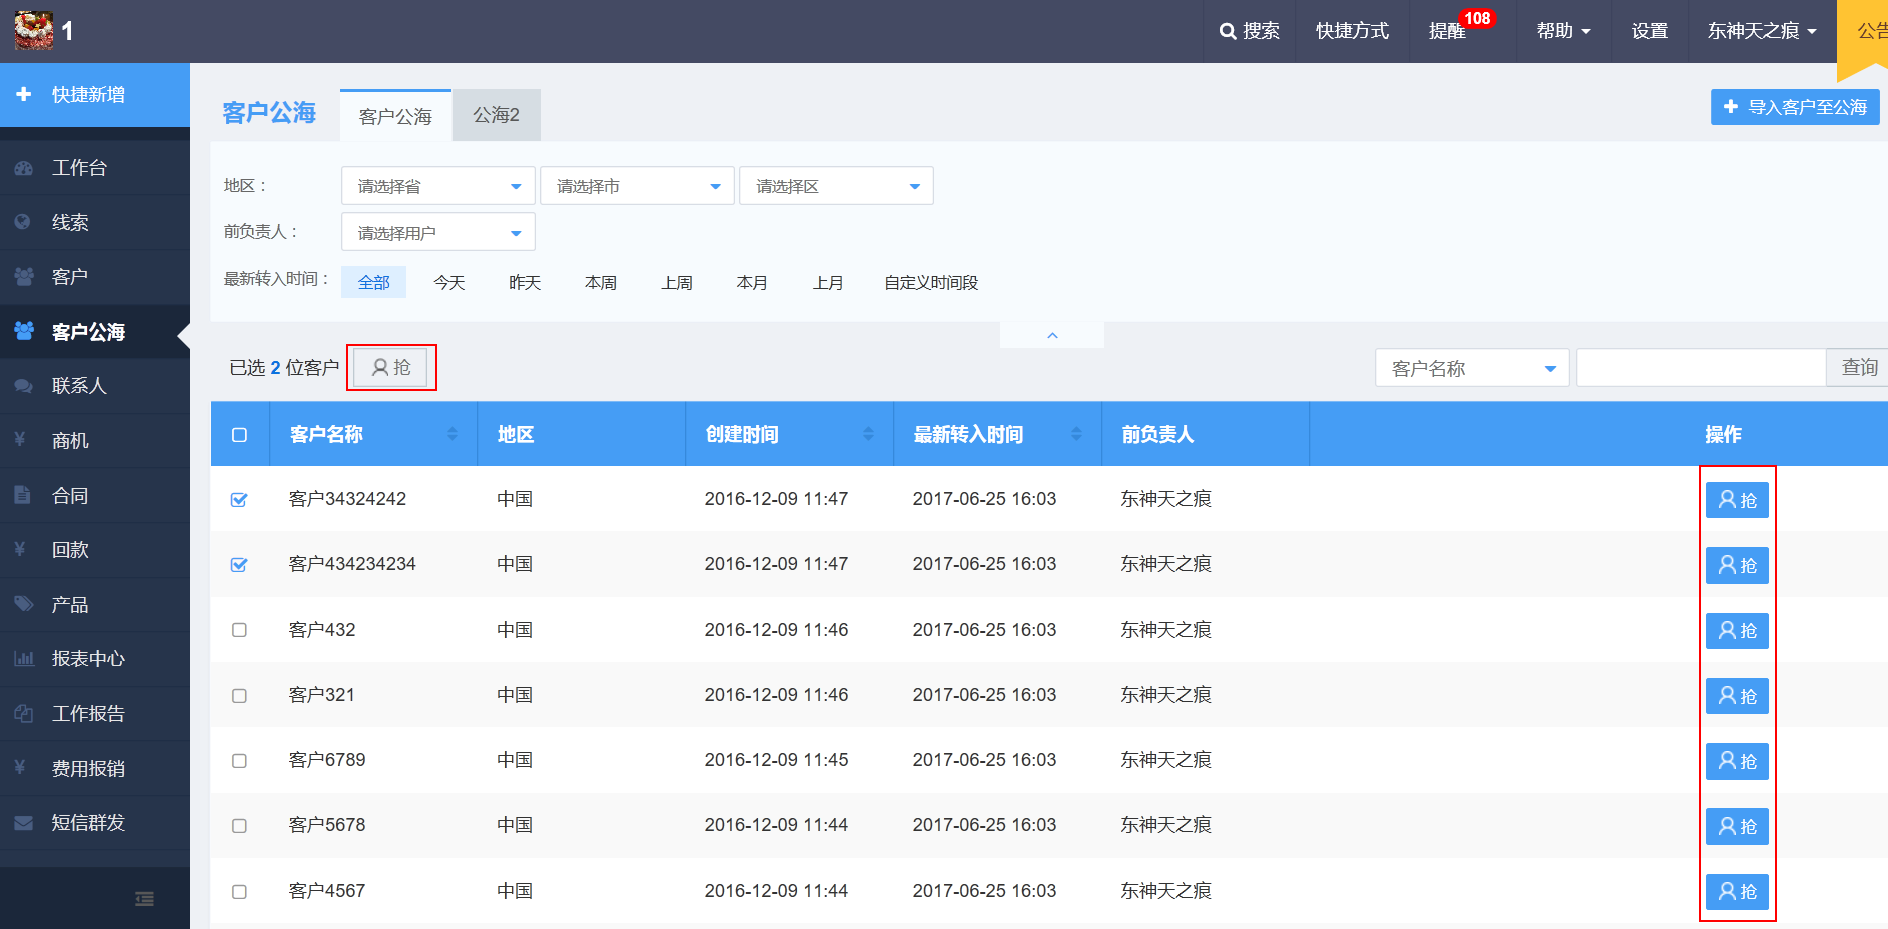 1
搜索 快捷方式 提醒 108 帮助 设置 东神天之痕 公告
快捷新增
工作台
线索
客户
客户公海
联系人
商机
合同
回款
产品
报表中心
工作报告
费用报销
短信群发
客户公海 客户公海 公海2
导入客户至公海
地区： 请选择省 请选择市 请选择区
前负责人： 请选择用户
最新转入时间： 全部 今天 昨天 本周 上周 本月 上月 自定义时间段
已选 2 位客户 抢 客户名称 查询
客户名称 地区 创建时间 最新转入时间 前负责人 操作
客户34324242 中国 2016-12-09 11:47 2017-06-25 16:03 东神天之痕 抢
客户434234234 中国 2016-12-09 11:47 2017-06-25 16:03 东神天之痕 抢
客户432 中国 2016-12-09 11:46 2017-06-25 16:03 东神天之痕 抢
客户321 中国 2016-12-09 11:46 2017-06-25 16:03 东神天之痕 抢
客户6789 中国 2016-12-09 11:45 2017-06-25 16:03 东神天之痕 抢
客户5678 中国 2016-12-09 11:44 2017-06-25 16:03 东神天之痕 抢
客户4567 中国 2016-12-09 11:44 2017-06-25 16:03 东神天之痕 抢